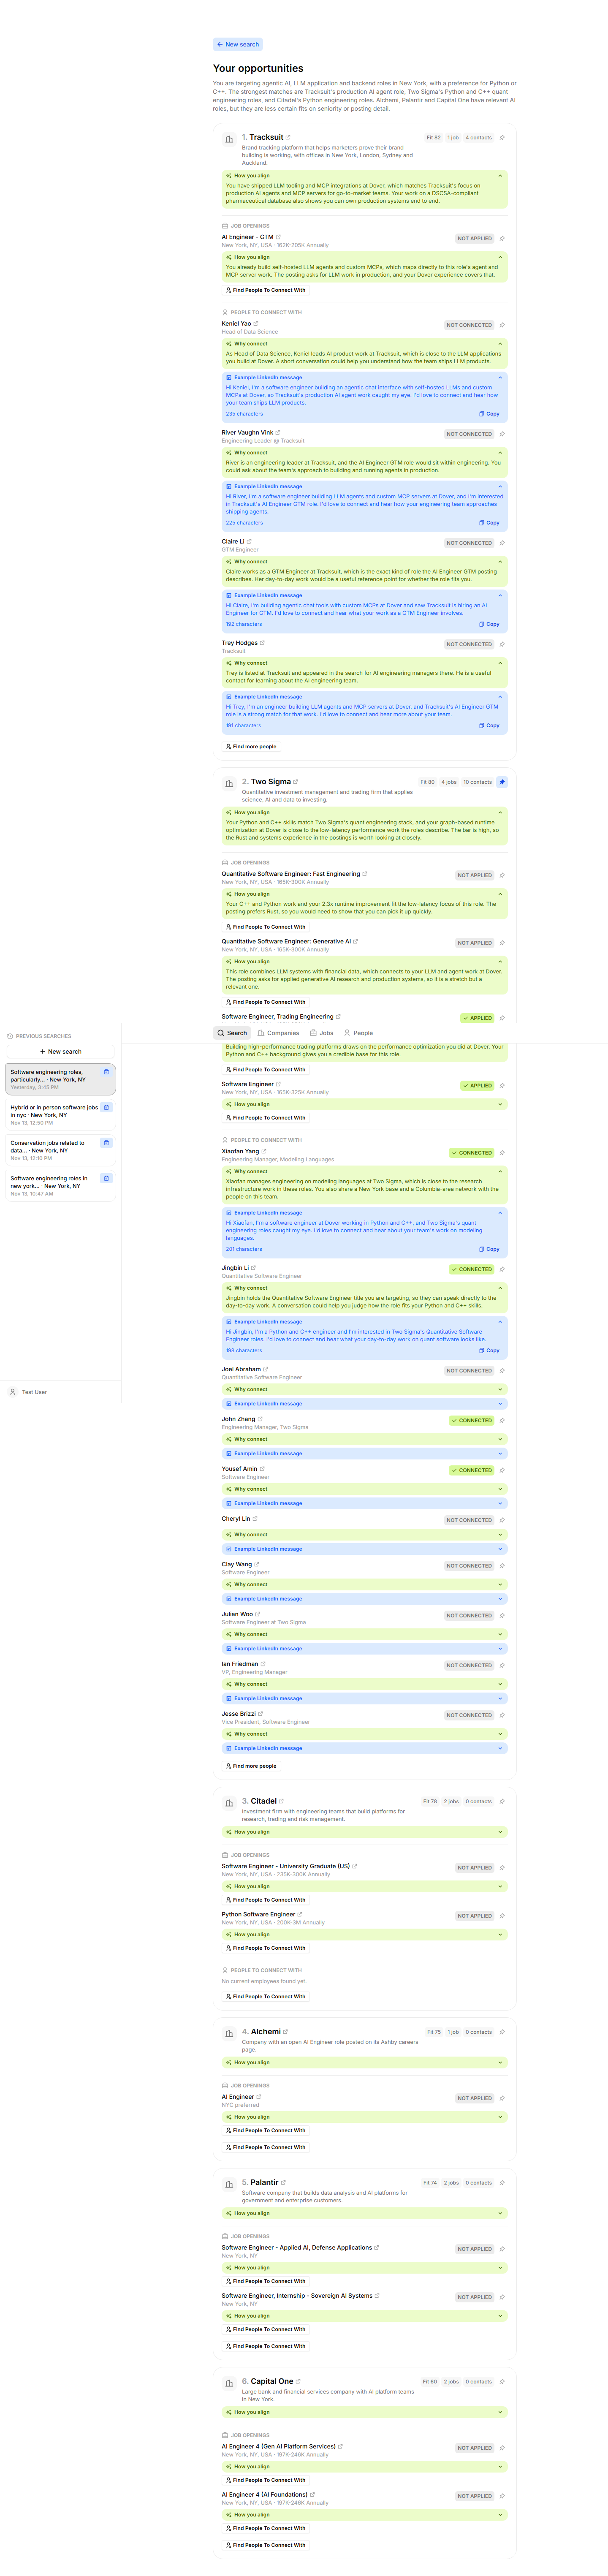 New search
Your opportunities
You are targeting agentic AI, LLM application and backend roles in New York, with a preference for Python or
C++. The strongest matches are Tracksuit's production AI agent role, Two Sigma's Python and C++ quant
engineering roles, and Citadel's Python engineering roles. Alchemi, Palantir and Capital One have relevant AI
roles, but they are less certain fits on seniority or posting detail.
1. Tracksuit
Fit 82
1 job
4 contacts
Brand tracking platform that helps marketers prove their brand
building is working, with offices in New York, London, Sydney and
Auckland.
How you align
You have shipped LLM tooling and MCP integrations at Dover, which matches Tracksuit's focus on
production AI agents and MCP servers for go-to-market teams. Your work on a DSCSA-compliant
pharmaceutical database also shows you can own production systems end to end.
JOB OPENINGS
AI Engineer - GTM
NOT APPLIED
New York, NY, USA · 162K-205K Annually
How you align
You already build self-hosted LLM agents and custom MCPs, which maps directly to this role's agent and
MCP server work. The posting asks for LLM work in production, and your Dover experience covers that.
Find People To Connect With
PEOPLE TO CONNECT WITH
Keniel Yao
NOT CONNECTED
Head of Data Science
Why connect
As Head of Data Science, Keniel leads AI product work at Tracksuit, which is close to the LLM applications
you build at Dover. A short conversation could help you understand how the team ships LLM products.
Example LinkedIn message
Hi Keniel, I'm a software engineer building an agentic chat interface with self-hosted LLMs and custom
MCPs at Dover, so Tracksuit's production AI agent work caught my eye. I'd love to connect and hear how
your team ships LLM products.
235 characters
Copy
River Vaughn Vink
NOT CONNECTED
Engineering Leader @ Tracksuit
Why connect
River is an engineering leader at Tracksuit, and the AI Engineer GTM role would sit within engineering. You
could ask about the team's approach to building and running agents in production.
Example LinkedIn message
Hi River, I'm a software engineer building LLM agents and custom MCP servers at Dover, and I'm interested
in Tracksuit's AI Engineer GTM role. I'd love to connect and hear how your engineering team approaches
shipping agents.
225 characters
Copy
Claire Li
NOT CONNECTED
GTM Engineer
Why connect
Claire works as a GTM Engineer at Tracksuit, which is the exact kind of role the AI Engineer GTM posting
describes. Her day-to-day work would be a useful reference point for whether the role fits you.
Example LinkedIn message
Hi Claire, I'm building agentic chat tools with custom MCPs at Dover and saw Tracksuit is hiring an AI
Engineer for GTM. I'd love to connect and hear what your work as a GTM Engineer involves.
192 characters
Copy
Trey Hodges
NOT CONNECTED
Tracksuit
Why connect
Trey is listed at Tracksuit and appeared in the search for AI engineering managers there. He is a useful
contact for learning about the AI engineering team.
Example LinkedIn message
Hi Trey, I'm an engineer building LLM agents and MCP servers at Dover, and Tracksuit's AI Engineer GTM
role is a strong match for that work. I'd love to connect and hear more about your team.
191 characters
Copy
Find more people
2. Two Sigma
Fit 80
4 jobs
10 contacts
Quantitative investment management and trading firm that applies
science, AI and data to investing.
How you align
Your Python and C++ skills match Two Sigma's quant engineering stack, and your graph-based runtime
optimization at Dover is close to the low-latency performance work the roles describe. The bar is high, so
the Rust and systems experience in the postings is worth looking at closely.
JOB OPENINGS
Quantitative Software Engineer: Fast Engineering
NOT APPLIED
New York, NY, USA · 165K-300K Annually
How you align
Your C++ and Python work and your 2.3x runtime improvement fit the low-latency focus of this role. The
posting prefers Rust, so you would need to show that you can pick it up quickly.
Find People To Connect With
Quantitative Software Engineer: Generative AI
NOT APPLIED
New York, NY, USA · 165K-300K Annually
How you align
This role combines LLM systems with financial data, which connects to your LLM and agent work at Dover.
The posting asks for applied generative AI research and production systems, so it is a stretch but a
relevant one.
Find People To Connect With
Software Engineer, Trading Engineering
APPLIED
PREVIOUS SEARCHES
New search
Software engineering roles,
particularly... · New York, NY
Yesterday, 3:45 PM
Hybrid or in person software jobs
in nyc · New York, NY
Nov 13, 12:50 PM
Conservation jobs related to
data... · New York, NY
Nov 13, 12:10 PM
Software engineering roles in
new york... · New York, NY
Nov 13, 10:47 AM
Test User
Search
Companies
Jobs
People
Building high-performance trading platforms draws on the performance optimization you did at Dover. Your
Python and C++ background gives you a credible base for this role.
Find People To Connect With
Software Engineer
APPLIED
New York, NY, USA · 165K-325K Annually
How you align
Find People To Connect With
PEOPLE TO CONNECT WITH
Xiaofan Yang
CONNECTED
Engineering Manager, Modeling Languages
Why connect
Xiaofan manages engineering on modeling languages at Two Sigma, which is close to the research
infrastructure work in these roles. You also share a New York base and a Columbia-area network with the
people on this team.
Example LinkedIn message
Hi Xiaofan, I'm a software engineer at Dover working in Python and C++, and Two Sigma's quantitative
engineering roles caught my eye. I'd love to connect and hear about your team's work on modeling
languages.
201 characters
Copy
Jingbin Li
CONNECTED
Quantitative Software Engineer
Why connect
Jingbin holds the Quantitative Software Engineer title you are targeting, so they can speak directly to the
day-to-day work. A conversation could help you judge how the role fits your Python and C++ skills.
Example LinkedIn message
Hi Jingbin, I'm a Python and C++ engineer and I'm interested in Two Sigma's Quantitative Software
Engineer roles. I'd love to connect and hear what your day-to-day work on quant software looks like.
198 characters
Copy
Joel Abraham
NOT CONNECTED
Quantitative Software Engineer
Why connect
Example LinkedIn message
John Zhang
CONNECTED
Engineering Manager, Two Sigma
Why connect
Example LinkedIn message
Yousef Amin
CONNECTED
Software Engineer
Why connect
Example LinkedIn message
Cheryl Lin
NOT CONNECTED
Why connect
Example LinkedIn message
Clay Wang
NOT CONNECTED
Software Engineer
Why connect
Example LinkedIn message
Julian Woo
NOT CONNECTED
Software Engineer at Two Sigma
Why connect
Example LinkedIn message
Ian Friedman
NOT CONNECTED
VP, Engineering Manager
Why connect
Example LinkedIn message
Jesse Brizzi
NOT CONNECTED
Vice President, Software Engineer
Why connect
Example LinkedIn message
Find more people
3. Citadel
Fit 78
2 jobs
0 contacts
Investment firm with engineering teams that build platforms for
research, trading and risk management.
How you align
JOB OPENINGS
Software Engineer - University Graduate (US)
NOT APPLIED
New York, NY, USA · 235K-300K Annually
How you align
Find People To Connect With
Python Software Engineer
NOT APPLIED
New York, NY, USA · 200K-3M Annually
How you align
Find People To Connect With
PEOPLE TO CONNECT WITH
No current employees found yet.
Find People To Connect With
4. Alchemi
Fit 75
1 job
0 contacts
Company with an open AI Engineer role posted on its Ashby careers
page.
How you align
JOB OPENINGS
AI Engineer
NOT APPLIED
NYC preferred
How you align
Find People To Connect With
Find People To Connect With
5. Palantir
Fit 74
2 jobs
0 contacts
Software company that builds data analysis and AI platforms for
government and enterprise customers.
How you align
JOB OPENINGS
Software Engineer - Applied AI, Defense Applications
NOT APPLIED
New York, NY
How you align
Find People To Connect With
Software Engineer, Internship - Sovereign AI Systems
NOT APPLIED
New York, NY
How you align
Find People To Connect With
Find People To Connect With
6. Capital One
Fit 60
2 jobs
0 contacts
Large bank and financial services company with AI platform teams
in New York.
How you align
JOB OPENINGS
AI Engineer 4 (Gen AI Platform Services)
NOT APPLIED
New York, NY, USA · 197K-246K Annually
How you align
Find People To Connect With
AI Engineer 4 (AI Foundations)
NOT APPLIED
New York, NY, USA · 197K-246K Annually
How you align
Find People To Connect With
Find People To Connect With